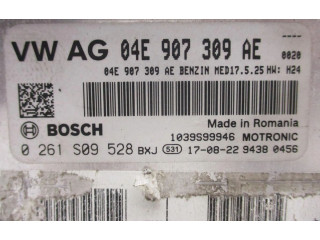 VW AG 04E 907 309 AE 0020
04E 907 309 AE BENZIN MED17.5.25 HW: H24
BOSCH
Made in Romania
1039S99946 MOTRONIC
0 261 S09 528 BXJ 531 17-08-22 9438 0456